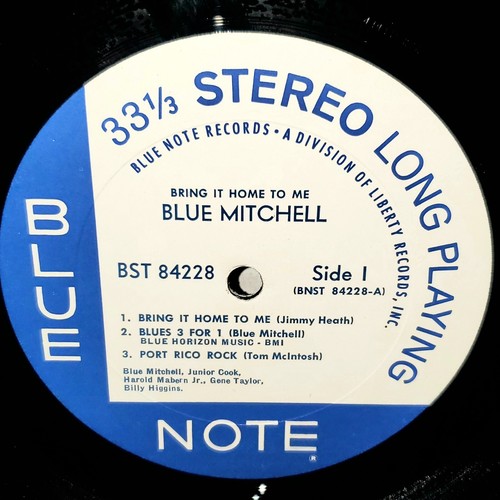 33 1/3 STEREO LONG PLAYING
BLUE NOTE RECORDS • A DIVISION OF LIBERTY RECORDS, INC.
BRING IT HOME TO ME
BLUE MITCHELL
BST 84228
Side 1
(BNST 84228-A)
1. BRING IT HOME TO ME (Jimmy Heath)
2. BLUES 3 FOR 1 (Blue Mitchell)
BLUE HORIZON MUSIC - BMI
3. PORT RICO ROCK (Tom McIntosh)
Blue Mitchell, Junior Cook,
Harold Mabern Jr., Gene Taylor,
Billy Higgins.
BLUE
NOTE ®